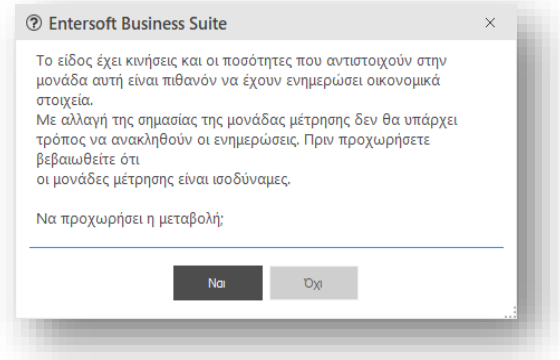 Entersoft Business Suite
Το είδος έχει κινήσεις και οι ποσότητες που αντιστοιχούν στην
μονάδα αυτή είναι πιθανόν να έχουν ενημερώσει οικονομικά
στοιχεία.
Με αλλαγή της σημασίας της μονάδας μέτρησης δεν θα υπάρχει
τρόπος να ανακληθούν οι ενημερώσεις. Πριν προχωρήσετε
βεβαιωθείτε ότι
οι μονάδες μέτρησης είναι ισοδύναμες.
Να προχωρήσει η μεταβολή;
Ναι
Όχι